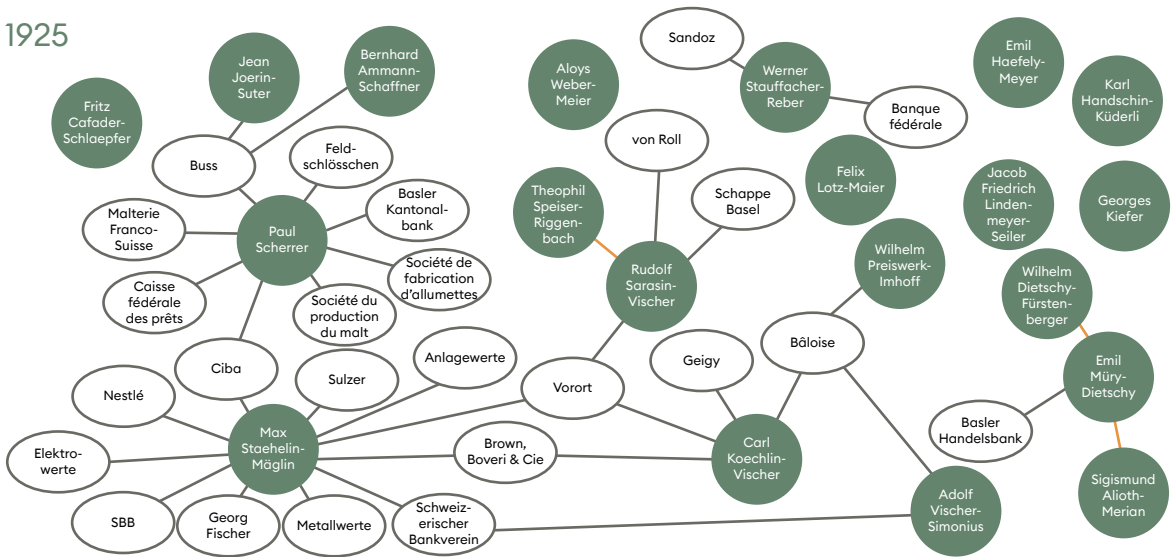 1925
Fritz
Cafader-
Schlaepfer
Jean
Joerin-
Suter
Bernhard
Ammann-
Schaffner
Buss
Feld-
schlösschen
Malterie
Franco-
Suisse
Paul
Scherrer
Basler
Kantonal-
bank
Caisse
fédérale
des prêts
Société du
production
du malt
Société de
fabrication
d'allumettes
Ciba
Sulzer
Anlagewerte
Nestlé
Max
Staehelin-
Mäglin
Elektro-
werte
SBB
Georg
Fischer
Metallwerte
Schweiz-
erischer
Bankverein
Brown,
Boveri & Cie
Vorort
Aloys
Weber-
Meier
Sandoz
Werner
Stauffacher-
Reber
Banque
fédérale
von Roll
Theophil
Speiser-
Riggen-
bach
Schappe
Basel
Rudolf
Sarasin-
Vischer
Felix
Lotz-Maier
Wilhelm
Preiswerk-
Imhoff
Geigy
Bâloise
Carl
Koechlin-
Vischer
Adolf
Vischer-
Simonius
Emil
Haefely-
Meyer
Karl
Handschin-
Küderli
Jacob
Friedrich
Linden-
meyer-
Seiler
Georges
Kiefer
Wilhelm
Dietschy-
Fürsten-
berger
Emil
Müry-
Dietschy
Basler
Handelsbank
Sigismund
Alioth-
Merian